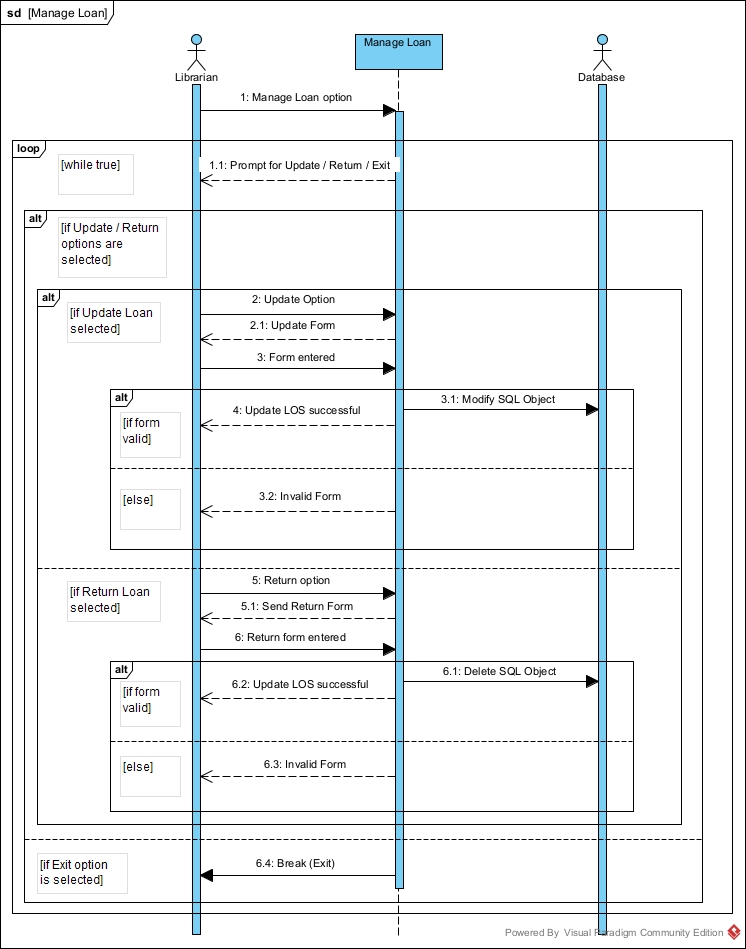 sd [Manage Loan]
Manage Loan
Librarian
Database
1: Manage Loan option
loop
[while true]
1.1: Prompt for Update / Return / Exit
alt
[if Update / Return
options are
selected]
alt
[if Update Loan
selected]
2: Update Option
2.1: Update Form
3: Form entered
alt
[if form
valid]
3.1: Modify SQL Object
4: Update LOS successful
[else]
3.2: Invalid Form
[if Return Loan
selected]
5: Return option
5.1: Send Return Form
6: Return form entered
alt
[if form
valid]
6.1: Delete SQL Object
6.2: Update LOS successful
[else]
6.3: Invalid Form
[if Exit option
is selected]
6.4: Break (Exit)
Powered By Visual Paradigm Community Edition